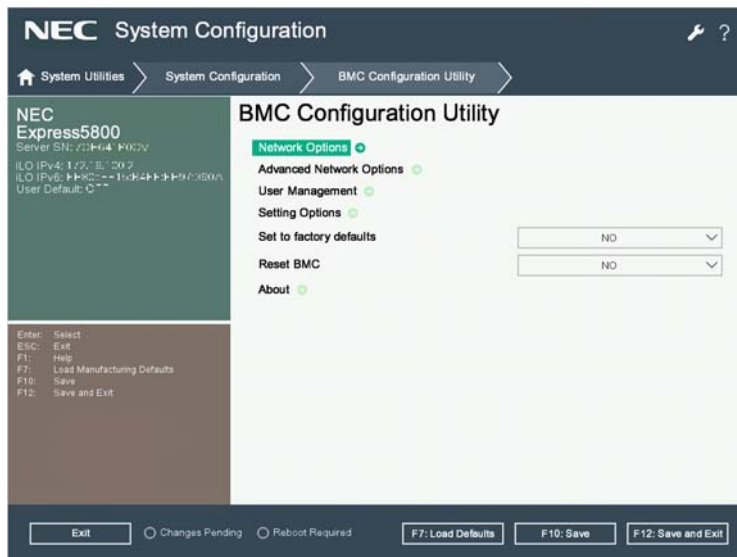 NEC System Configuration
?
System Utilities
System Configuration
BMC Configuration Utility
NEC
Express5800
Server SN:
iLO IPv4:
iLO IPv6:
User Default:
Enter: Select
ESC: Exit
F1: Help
F7: Load Manufacturing Defaults
F10: Save
F12: Save and Exit
BMC Configuration Utility
Network Options
Advanced Network Options
User Management
Setting Options
Set to factory defaults NO
Reset BMC NO
About
Exit
Changes Pending
Reboot Required
F7: Load Defaults
F10: Save
F12: Save and Exit